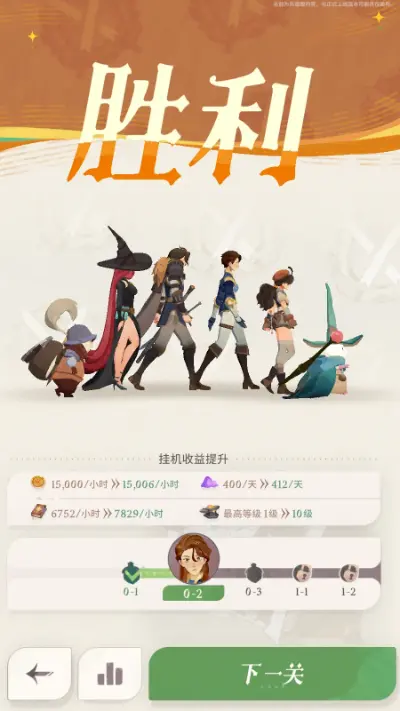 胜利
挂机收益提升
15,000/小时 》 15,006/小时
400/天 》 412/天
6752/小时 》 7829/小时
最高等级 1级 》 10级
0-1
0-2
0-3
1-1
1-2
下一关